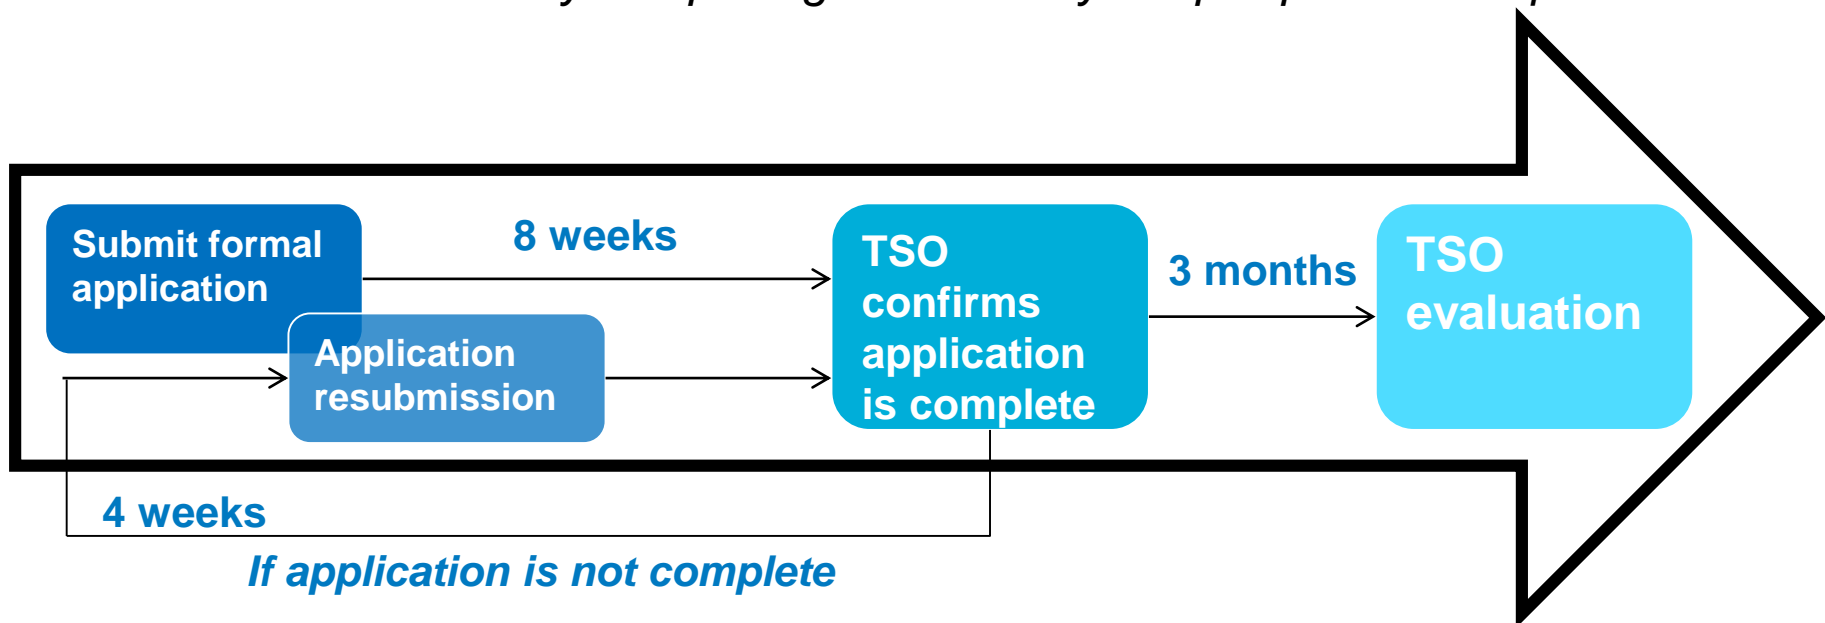 Submit formal
application
8 weeks
Application
resubmission
TSO
confirms
application
is complete
3 months
TSO
evaluation
4 weeks
If application is not complete